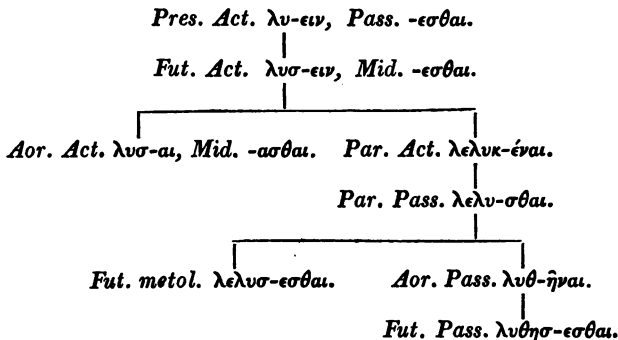 Pres. Act. λυ-ειν, Pass. -εσθαι.
Fut. Act. λυσ-ειν, Mid. -εσθαι.
Aor. Act. λυσ-αι, Mid. -ασθαι. Par. Act. λελυκ-έναι.
Par. Pass. λελυ-σθαι.
Fut. metol. λελυσ-εσθαι. Aor. Pass. λυθ-ῆναι.
Fut. Pass. λυθησ-εσθαι.